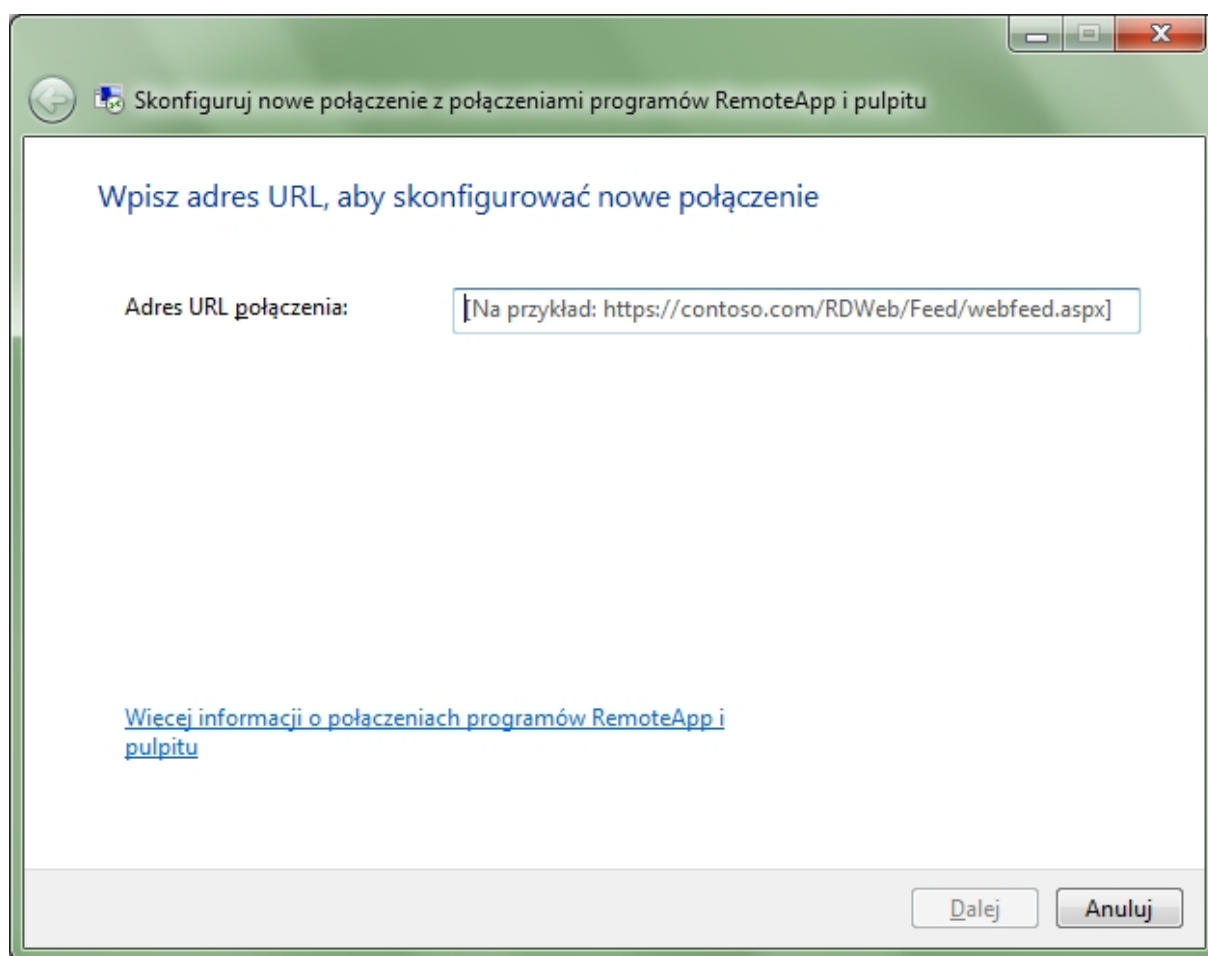 Skonfiguruj nowe połączenie z połączeniami programów RemoteApp i pulpitu
Wpisz adres URL, aby skonfigurować nowe połączenie
Adres URL połączenia:
[Na przykład: https://contoso.com/RDWeb/Feed/webfeed.aspx]
Więcej informacji o połączeniach programów RemoteApp i
pulpitu
Dalej
Anuluj